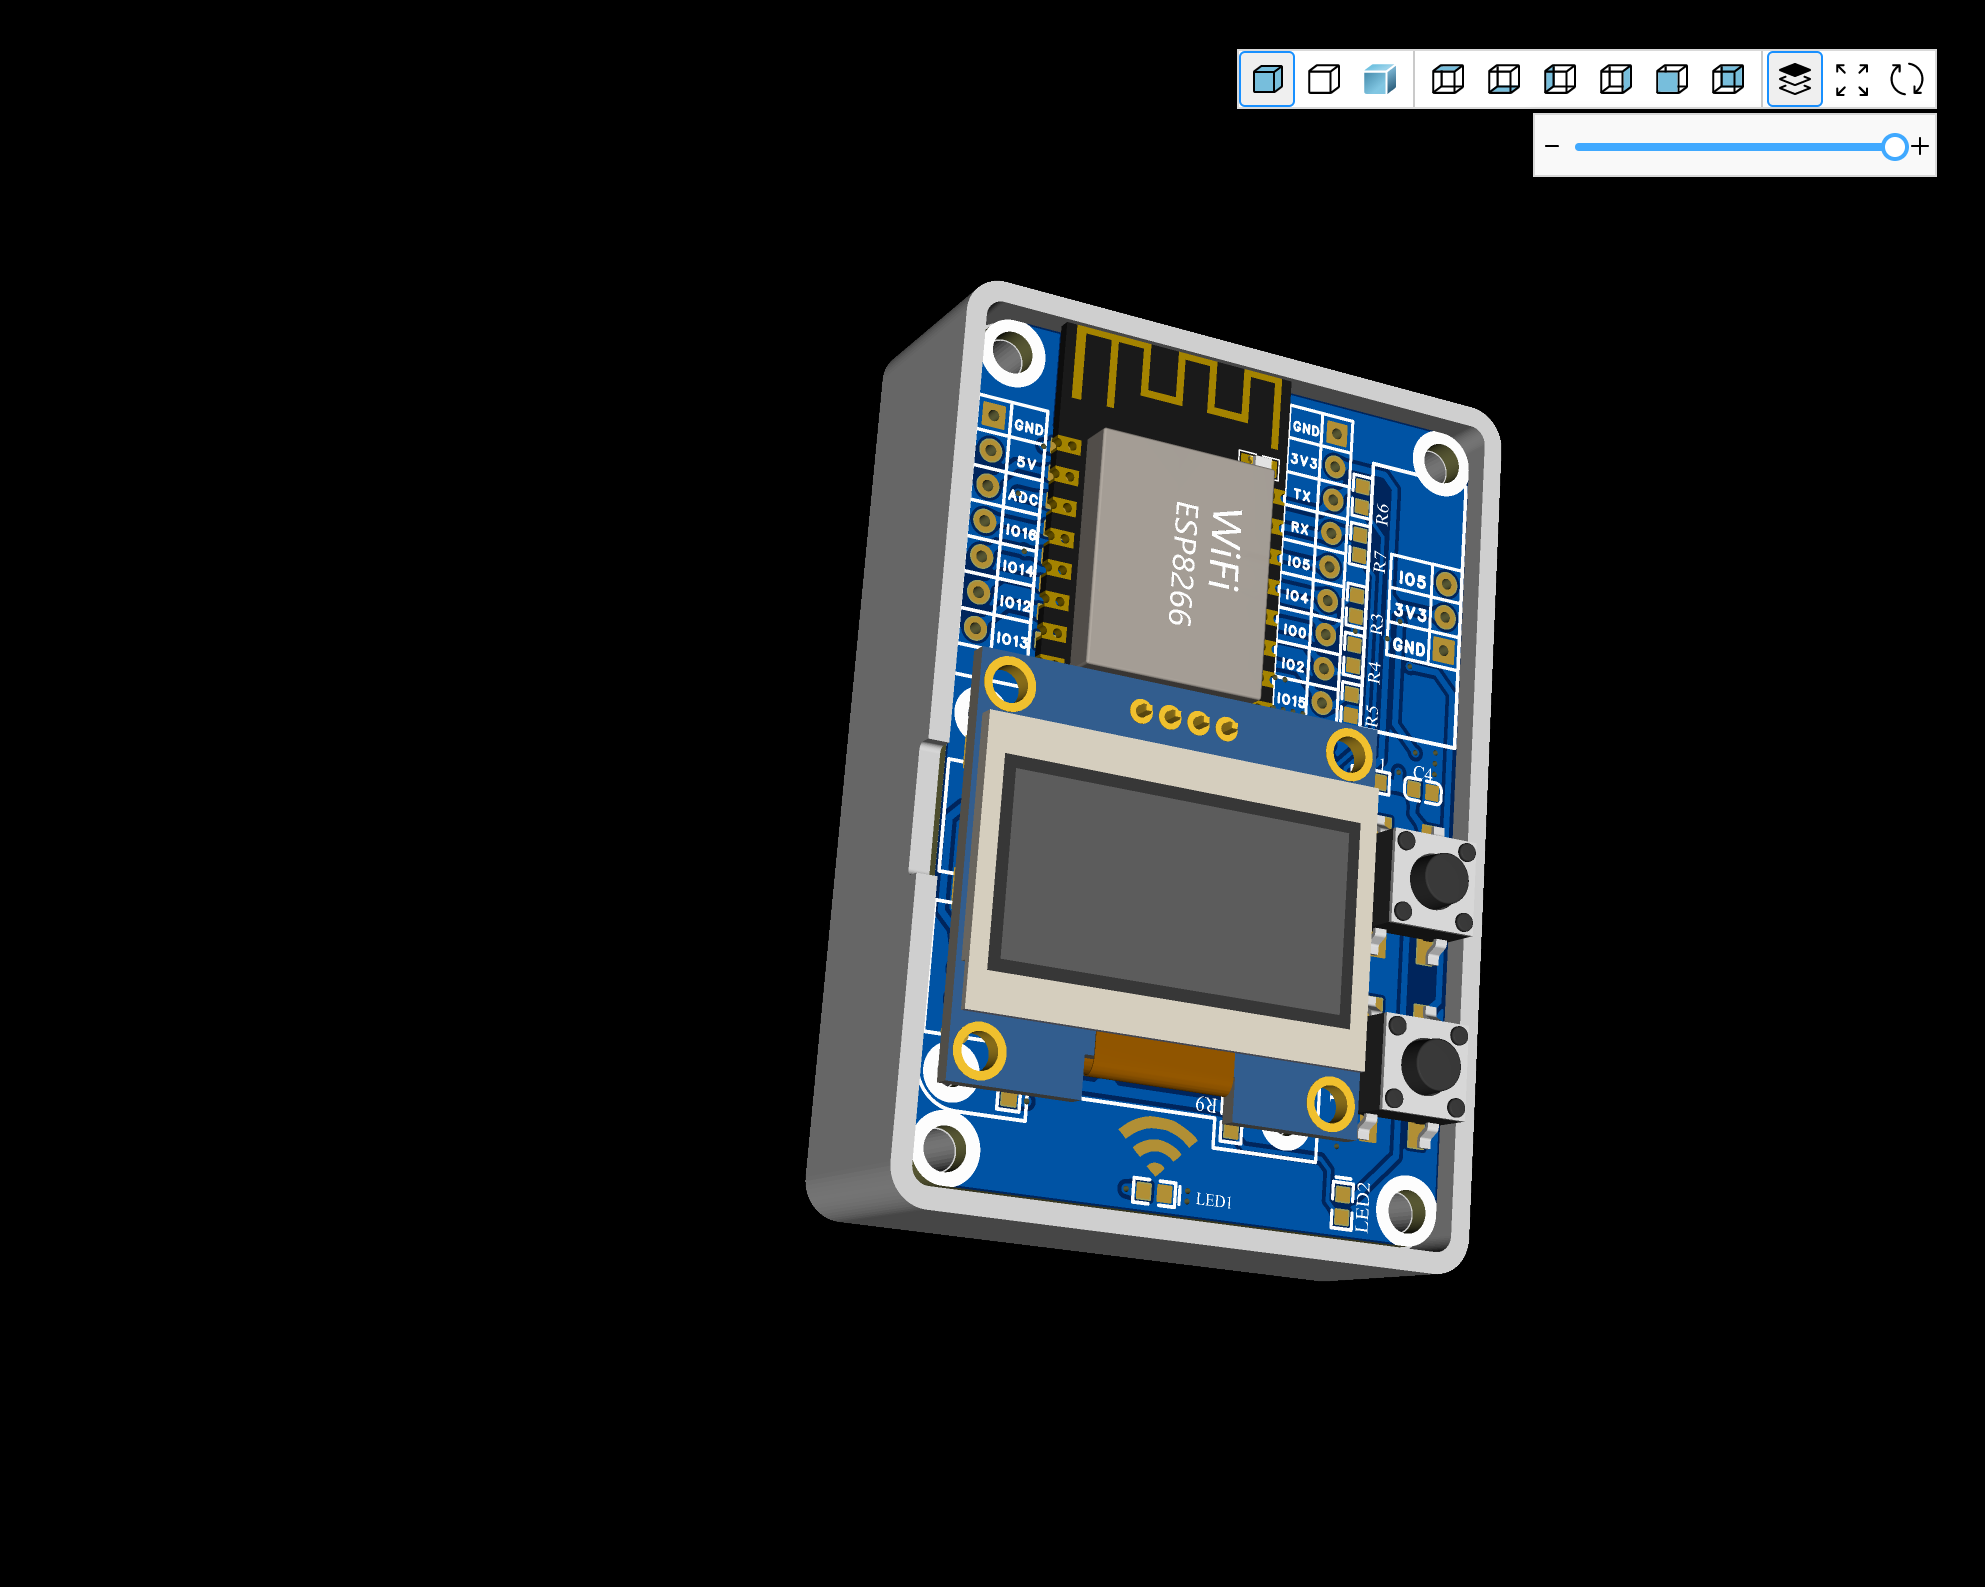 GND
5V
ADC
IO16
IO14
IO12
IO13
WiFi
ESP8266
GND
3V3
TX
RX
IO5
IO4
IO0
IO2
IO15
R6
R7
R3
R4
R5
IO5
3V3
GND
1
C4
R9
LED1
LED2